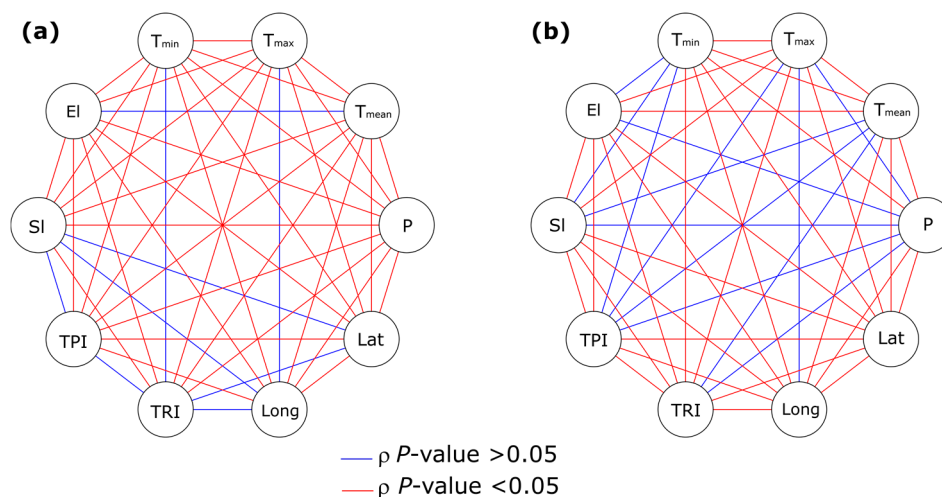 (a)
(b)
Tmin
Tmax
Tmin
Tmax
El
Tmean
El
Tmean
Sl
P
Sl
P
TPI
Lat
TPI
Lat
TRI
Long
TRI
Long
ρ P-value >0.05
ρ P-value <0.05